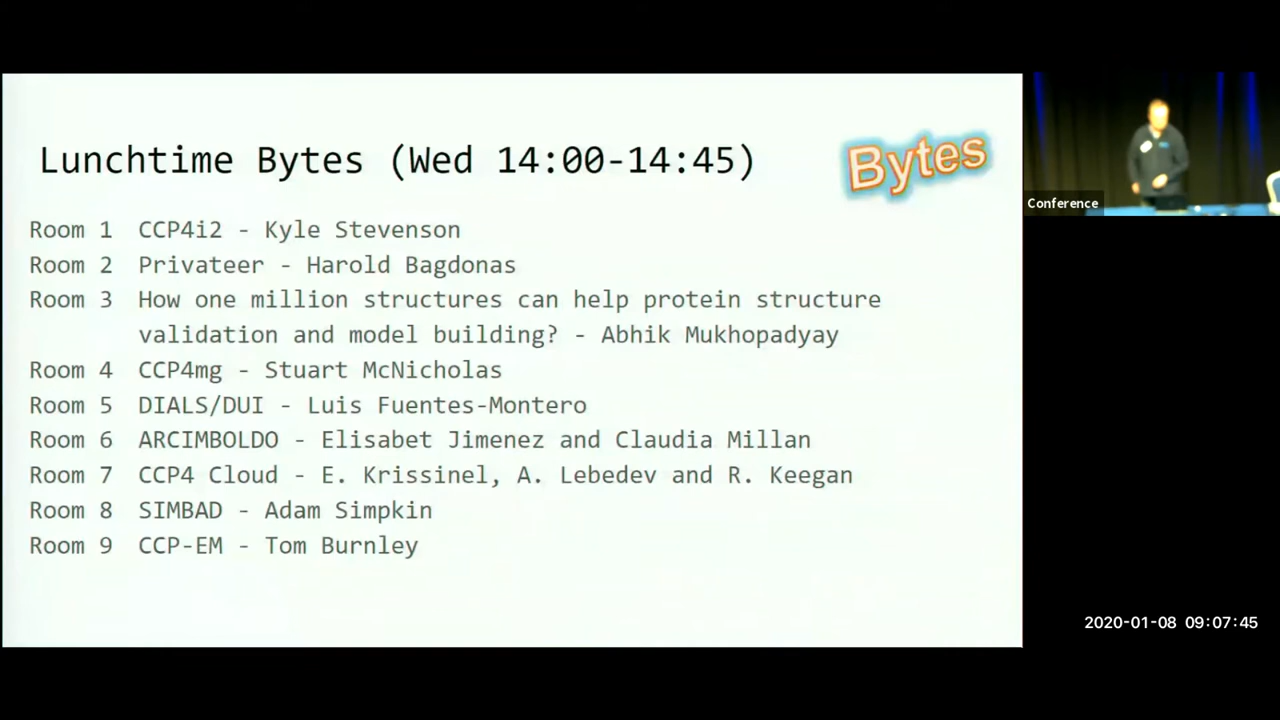 Lunchtime Bytes (Wed 14:00-14:45)
Bytes
Room 1 CCP4i2 - Kyle Stevenson
Room 2 Privateer - Harold Bagdonas
Room 3 How one million structures can help protein structure
validation and model building? - Abhik Mukhopadyay
Room 4 CCP4mg - Stuart McNicholas
Room 5 DIALS/DUI - Luis Fuentes-Montero
Room 6 ARCIMBOLDO - Elisabet Jimenez and Claudia Millan
Room 7 CCP4 Cloud - E. Krissinel, A. Lebedev and R. Keegan
Room 8 SIMBAD - Adam Simpkin
Room 9 CCP-EM - Tom Burnley
Conference
2020-01-08 09:07:45